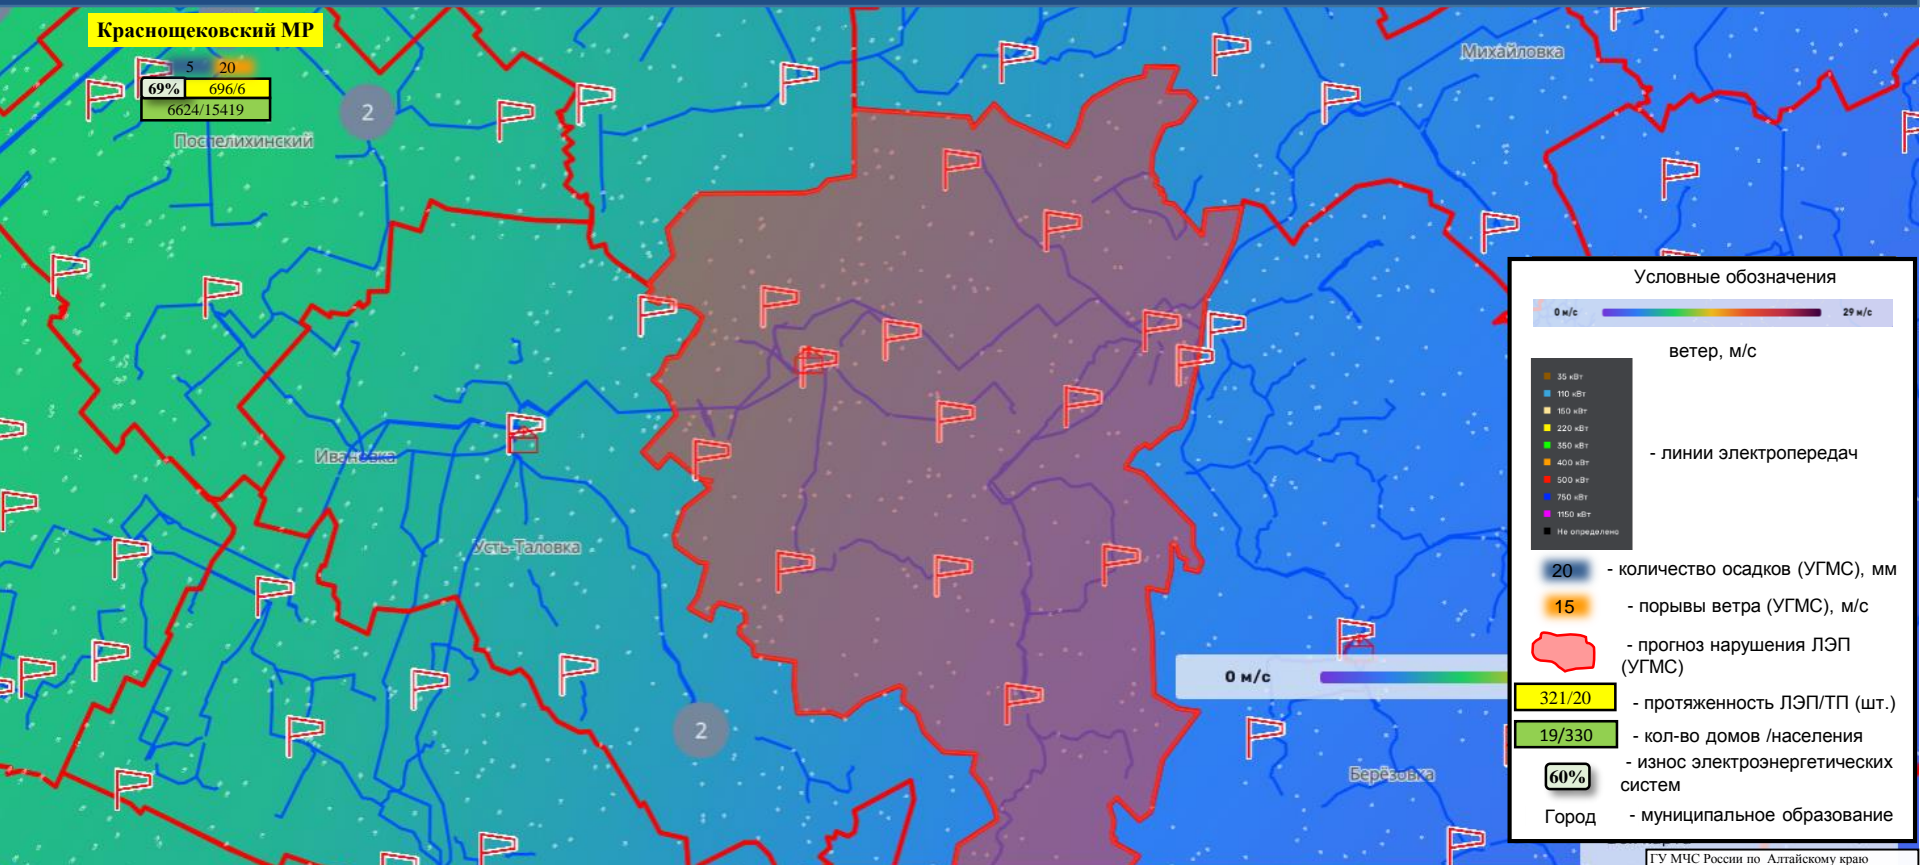 Краснощековский МР
5 20
69% 696/6
6624/15419
2
Поспелихинский
Михайловка
Ивановка
Усть-Таловка
2
0 м/с
Берёзовка
Условные обозначения
0 м/с 29 м/с
ветер, м/с
35 кВт
110 кВт
150 кВт
220 кВт
350 кВт
400 кВт
500 кВт
750 кВт
1150 кВт
Не определено
- линии электропередач
20 - количество осадков (УГМС), мм
15 - порывы ветра (УГМС), м/с
- прогноз нарушения ЛЭП
(УГМС)
321/20 - протяженность ЛЭП/ТП (шт.)
19/330 - кол-во домов /населения
60% - износ электроэнергетических
систем
Город - муниципальное образование
ГУ МЧС России по Алтайскому краю